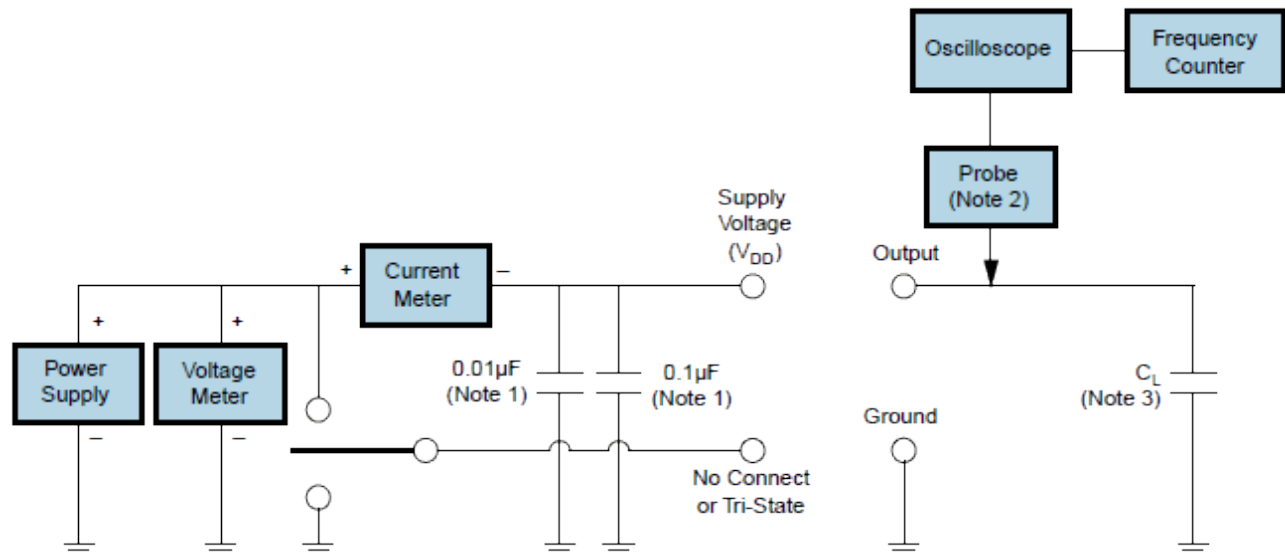 Oscilloscope
Frequency
Counter
Probe
(Note 2)
Supply
Voltage
(VDD)
Output
+
Current
Meter
–
+
Power
Supply
–
+
Voltage
Meter
–
0.01µF
(Note 1)
0.1µF
(Note 1)
CL
(Note 3)
Ground
No Connect
or Tri-State